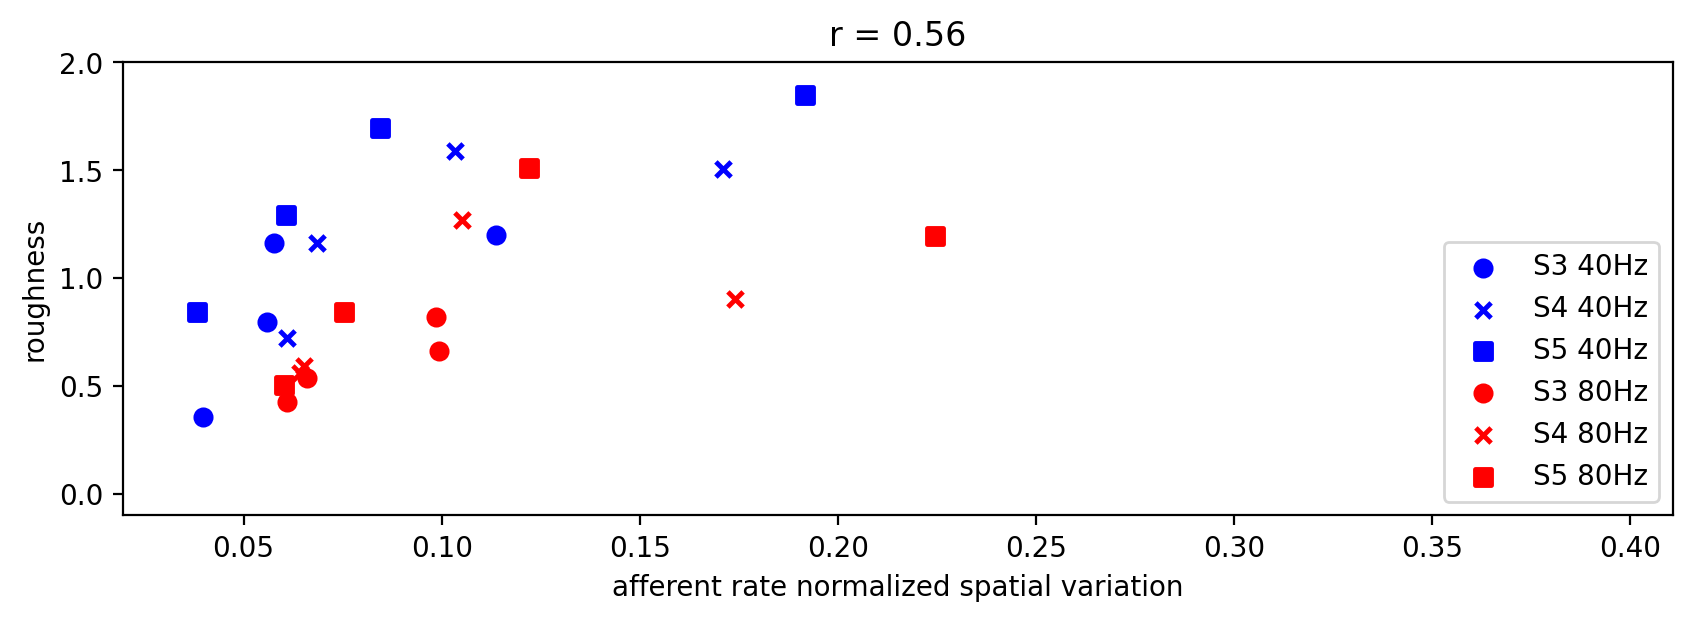 r = 0.56
2.0
1.5
1.0
0.5
0.0
roughness
S3 40Hz
S4 40Hz
S5 40Hz
S3 80Hz
S4 80Hz
S5 80Hz
0.05 0.10 0.15 0.20 0.25 0.30 0.35 0.40
afferent rate normalized spatial variation